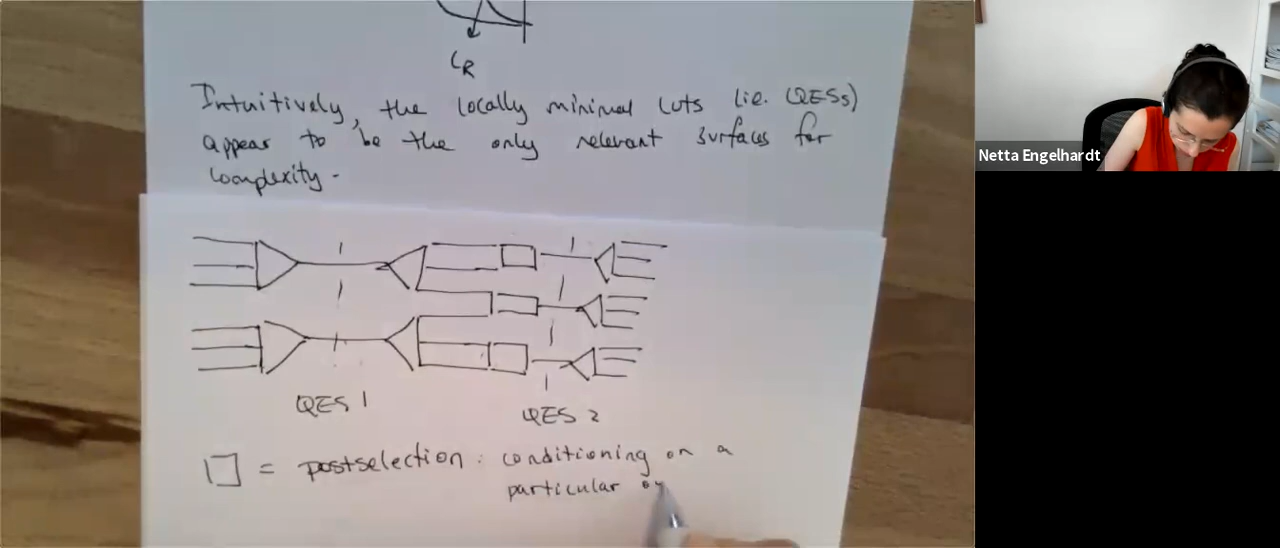 CR
Intuitively, the locally minimal cuts (i.e. QESs)
appear to be the only relevant surfaces for
complexity.
QES 1
QES 2
= postselection: conditioning on a
particular
Netta Engelhardt